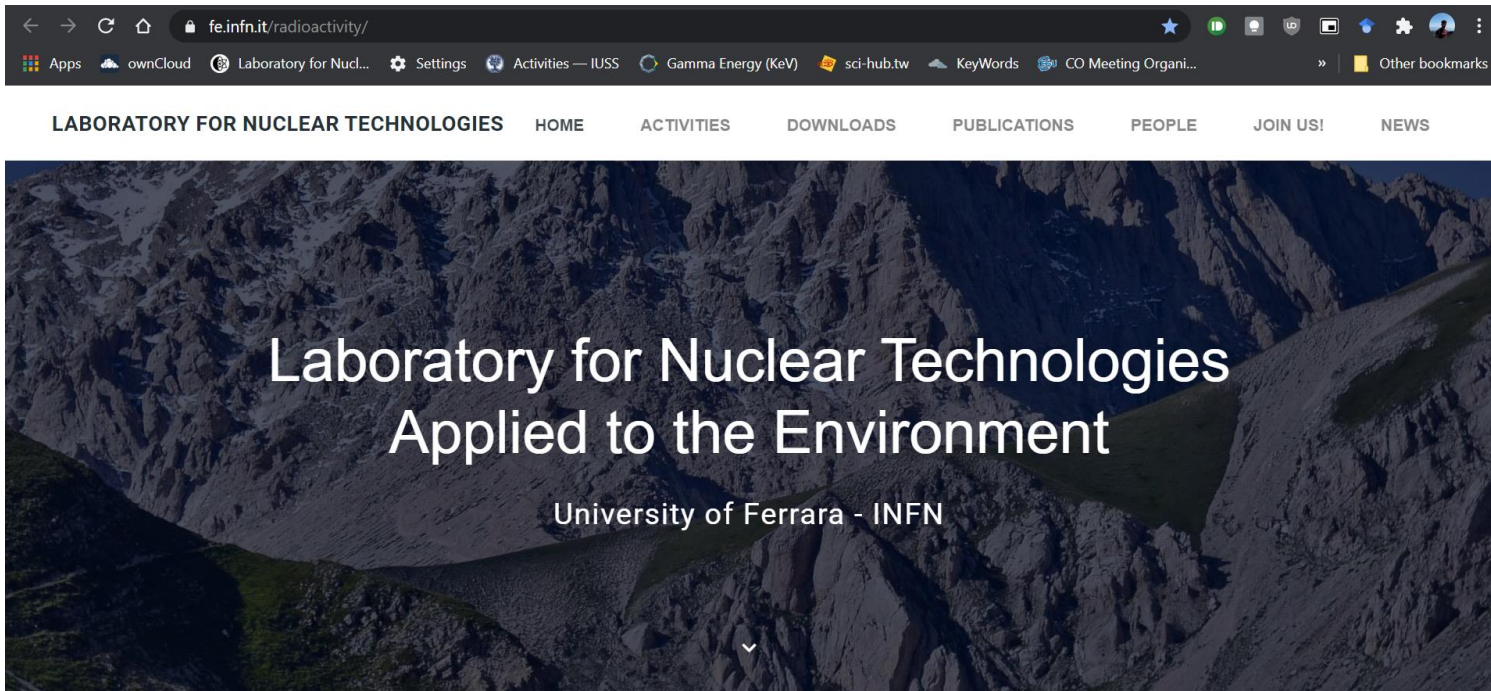 fe.infn.it/radioactivity/
Apps ownCloud Laboratory for Nucl... Settings Activities — IUSS Gamma Energy (KeV) sci-hub.tw KeyWords CO Meeting Organi... » Other bookmarks
LABORATORY FOR NUCLEAR TECHNOLOGIES HOME ACTIVITIES DOWNLOADS PUBLICATIONS PEOPLE JOIN US! NEWS
Laboratory for Nuclear Technologies
Applied to the Environment
University of Ferrara - INFN